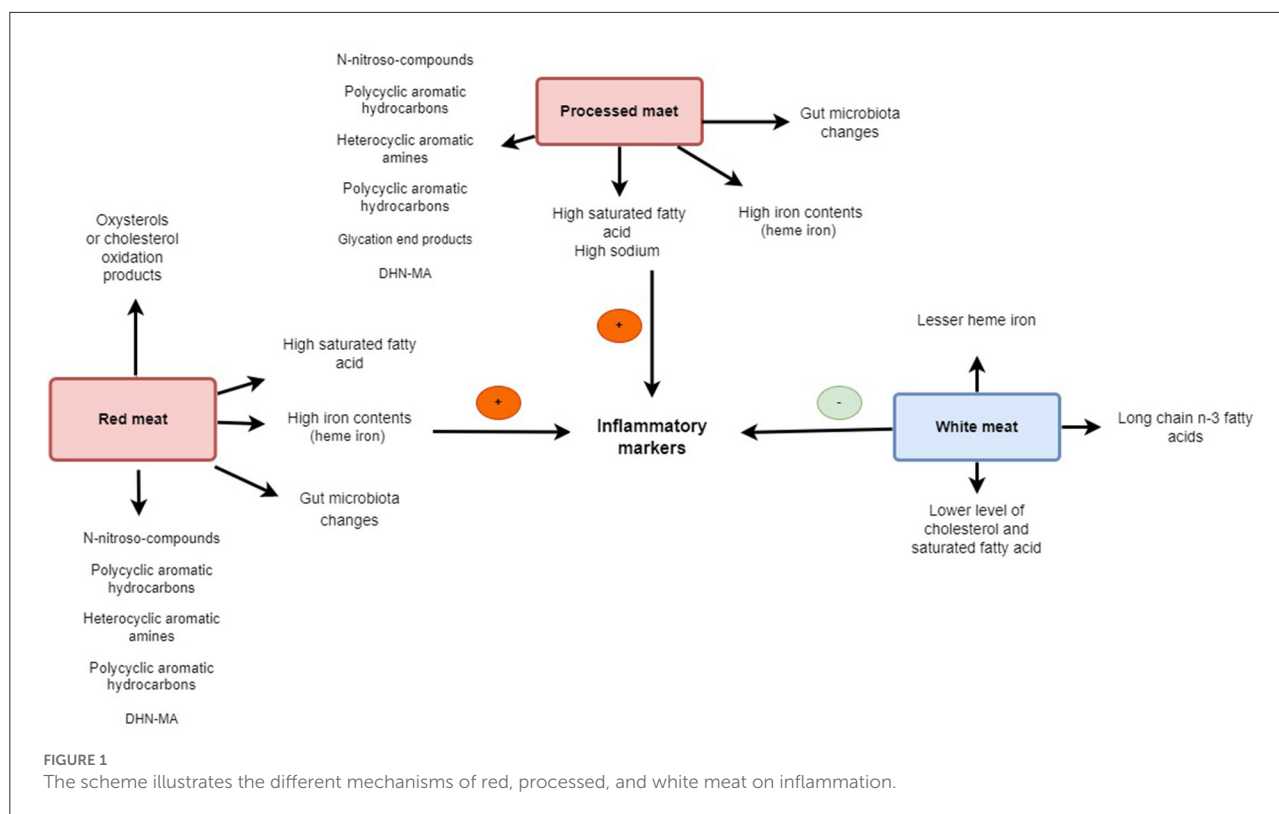 N-nitroso-compounds
Polycyclic aromatic
hydrocarbons
Heterocyclic aromatic
amines
Polycyclic aromatic
hydrocarbons
Glycation end products
DHN-MA
Processed maet
Gut microbiota
changes
High saturated fatty
acid
High sodium
High iron contents
(heme iron)
Oxysterols
or cholesterol
oxidation
products
Red meat
High saturated fatty
acid
High iron contents
(heme iron)
Gut microbiota
changes
N-nitroso-compounds
Polycyclic aromatic
hydrocarbons
Heterocyclic aromatic
amines
Polycyclic aromatic
hydrocarbons
DHN-MA
+
+
Inflammatory
markers
-
Lesser heme iron
White meat
Long chain n-3 fatty
acids
Lower level of
cholesterol and
saturated fatty acid
FIGURE 1
The scheme illustrates the different mechanisms of red, processed, and white meat on inflammation.